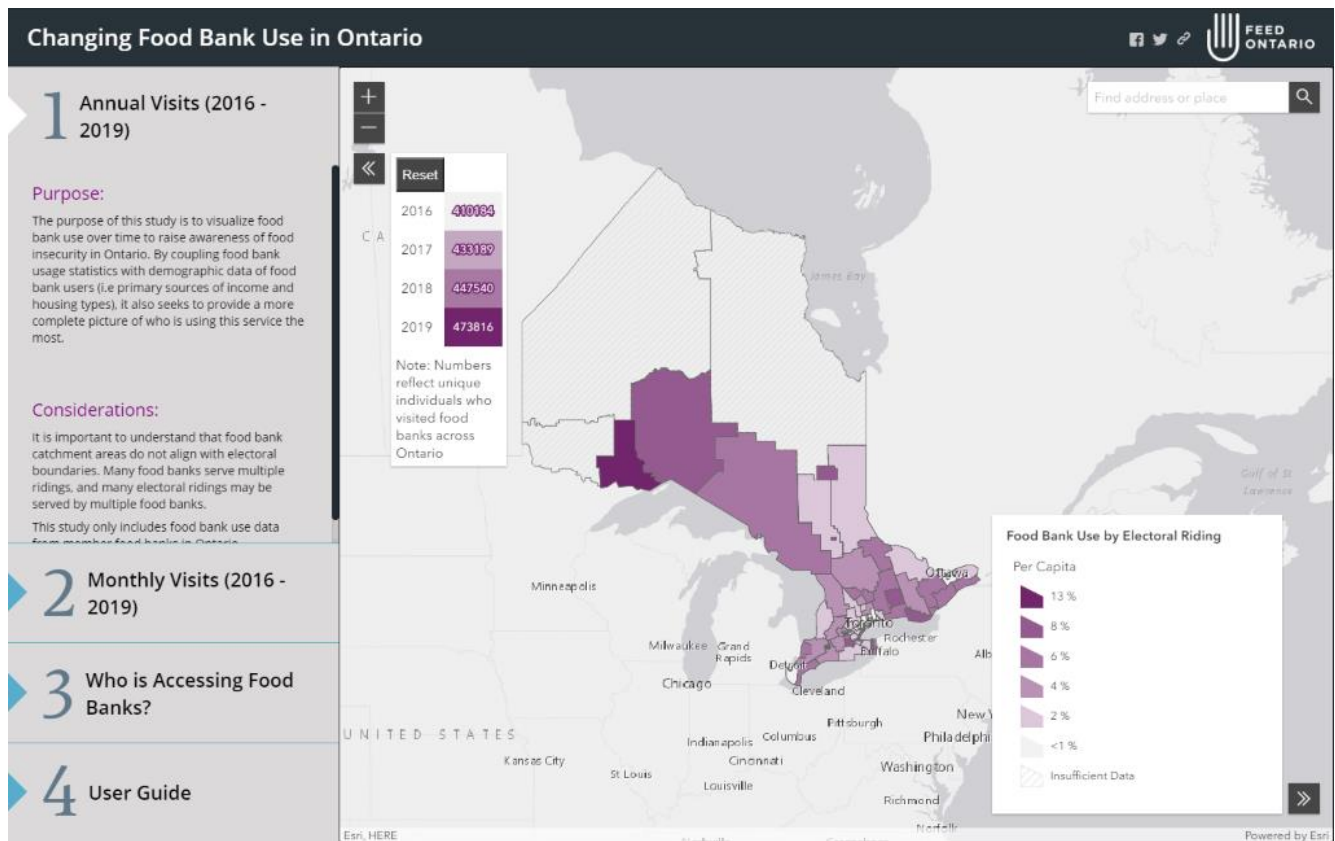 Changing Food Bank Use in Ontario
FEED
ONTARIO
1
Annual Visits (2016 -
2019)
Purpose:
The purpose of this study is to visualize food
bank use over time to raise awareness of food
insecurity in Ontario. By coupling food bank
usage statistics with demographic data of food
bank users (i.e primary sources of income and
housing types), it also seeks to provide a more
complete picture of who is using this service the
most.
Considerations:
It is important to understand that food bank
catchment areas do not align with electoral
boundaries. Many food banks serve multiple
ridings, and many electoral ridings may be
served by multiple food banks.
This study only includes food bank use data
from member food banks in Ontario
2
Monthly Visits (2016 -
2019)
3
Who is Accessing Food
Banks?
4
User Guide
+
−
Find address or place
Reset
2016 410184
2017 433189
2018 447540
2019 473816
Note: Numbers
reflect unique
individuals who
visited food
banks across
Ontario
C A
James Bay
Gulf of St
Lawrence
Ottawa
Toronto
Rochester
Buffalo
Minneapolis
Milwaukee
Grand
Rapids
Detroit
Chicago
Cleveland
Pittsburgh
New Y
Alb
Philadelphi
UNITED STATES
Indianapolis
Columbus
Kansas City
St Louis
Cincinnati
Washington
Louisville
Richmond
Norfolk
Food Bank Use by Electoral Riding
Per Capita
13 %
8 %
6 %
4 %
2 %
<1 %
Insufficient Data
Esri, HERE
Powered by Esri